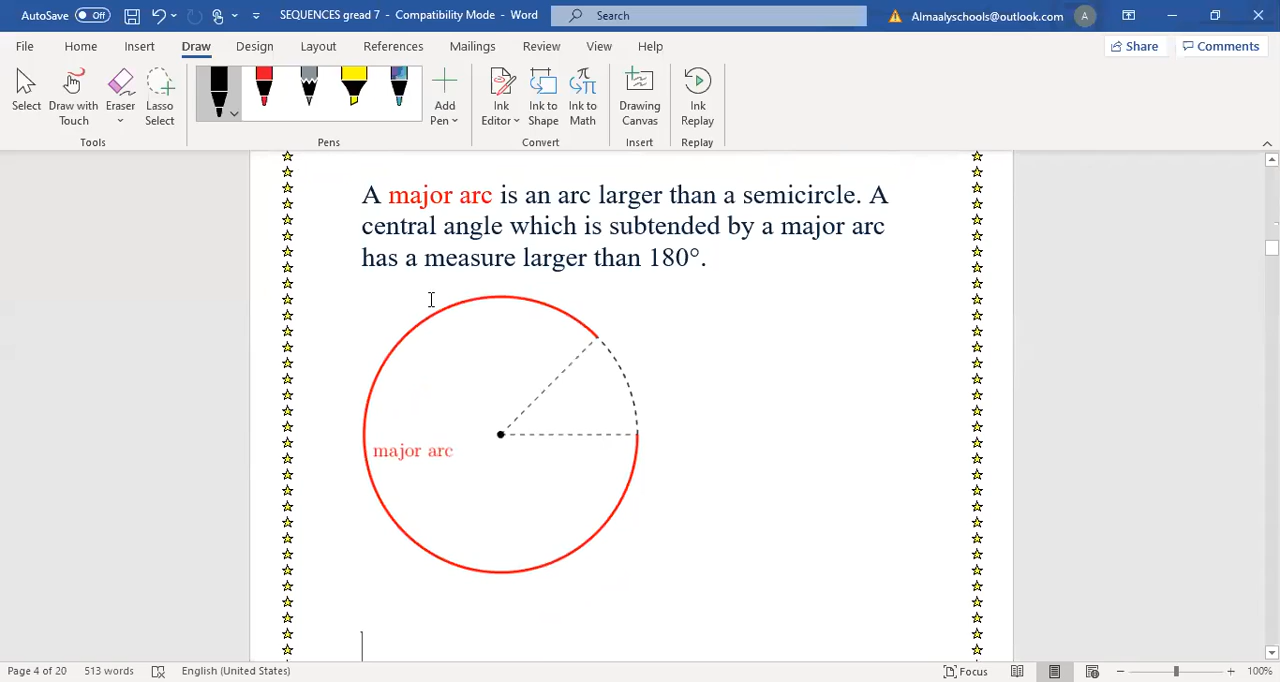 AutoSave Off SEQUENCES gread 7 - Compatibility Mode - Word Search Almaalyschools@outlook.com A
File Home Insert Draw Design Layout References Mailings Review View Help Share Comments
Select Draw with Touch Eraser Lasso Select Add Pen Ink Editor Ink to Shape Ink to Math Drawing Canvas Ink Replay
Tools Pens Convert Insert Replay
A major arc is an arc larger than a semicircle. A
central angle which is subtended by a major arc
has a measure larger than 180°.
major arc
Page 4 of 20 513 words English (United States) Focus 100%